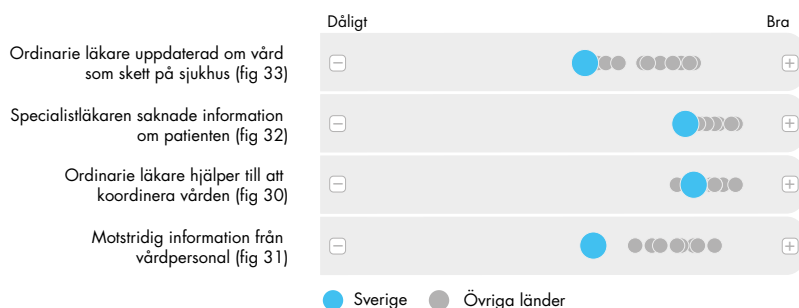 Dåligt Bra
Ordinarie läkare uppdaterad om vård
som skett på sjukhus (fig 33)
Specialistläkaren saknade information
om patienten (fig 32)
Ordinarie läkare hjälper till att
koordinera vården (fig 30)
Motstridig information från
vårdpersonal (fig 31)
Sverige Övriga länder